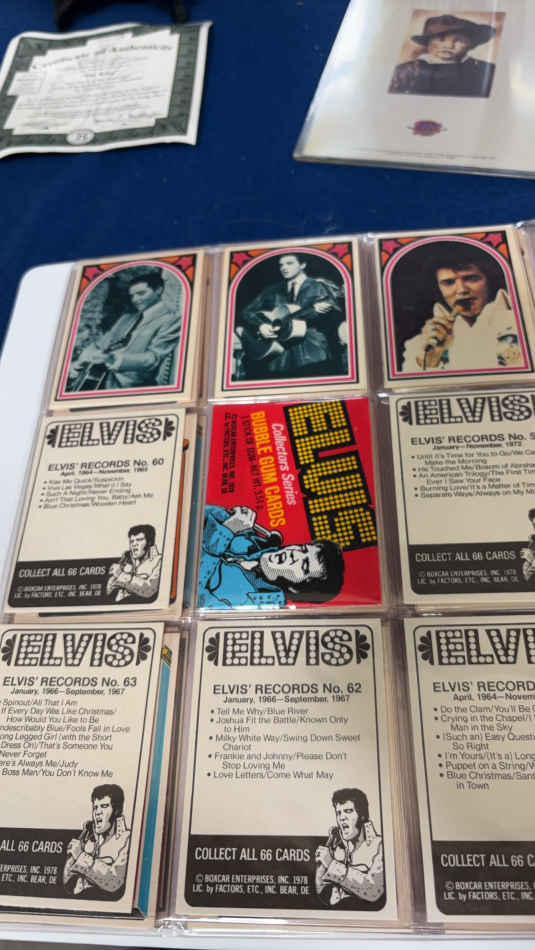 Certificate of Authenticity
ELVIS
ELVIS' RECORDS No. 60
April, 1964—November, 1965
• Kiss Me Quick/Suspicion
• Viva Las Vegas/What'd I Say
• Such A Night/Never Ending
• Ain't That Loving You, Baby/Ask Me
• Blue Christmas/Wooden Heart
COLLECT ALL 66 CARDS
© BOXCAR ENTERPRISES, INC. 1978
LIC. by FACTORS, ETC., INC. BEAR, DE
ELVIS
Collectors Series
BUBBLE GUM CARDS
ELVIS
ELVIS' RECORDS No. 5
January—November, 1972
• Until It's Time for You to Go/We Ca
Make the Morning
• He Touched Me/Bosom of Abraha
• An American Trilogy/The First Time
Ever I Saw Your Face
• Burning Love/It's a Matter of Tim
• Separate Ways/Always on My Mi
COLLECT ALL 66 CARDS
© BOXCAR ENTERPRISES, INC. 1978
LIC. by FACTORS, ETC., INC. BEAR, DE
ELVIS
ELVIS' RECORDS No. 63
January, 1966—September, 1967
Spinout/All That I Am
If Every Day Was Like Christmas/
How Would You Like to Be
Indescribably Blue/Fools Fall in Love
ong Legged Girl (with the Short
Dress On)/That's Someone You
Never Forget
ere's Always Me/Judy
Boss Man/You Don't Know Me
ALL 66 CARDS
ERPRISES, INC. 1978
ETC., INC. BEAR, DE
ELVIS
ELVIS' RECORDS No. 62
January, 1966—September, 1967
• Tell Me Why/Blue River
• Joshua Fit the Battle/Known Only
to Him
• Milky White Way/Swing Down Sweet
Chariot
• Frankie and Johnny/Please Don't
Stop Loving Me
• Love Letters/Come What May
COLLECT ALL 66 CARDS
© BOXCAR ENTERPRISES, INC. 1978
LIC. by FACTORS, ETC., INC. BEAR, DE
ELVI
ELVIS' RECOR
April, 1964—Novem
• Do the Clam/You'll Be G
• Crying in the Chapel/I
Man in the Sky
• (Such an) Easy Questi
So Right
• I'm Yours/(It's a) Long
• Puppet on a String/W
• Blue Christmas/San
in Town
COLLECT ALL 66 C
© BOXCAR ENTERPRISES,
LIC. by FACTORS, ETC., INC